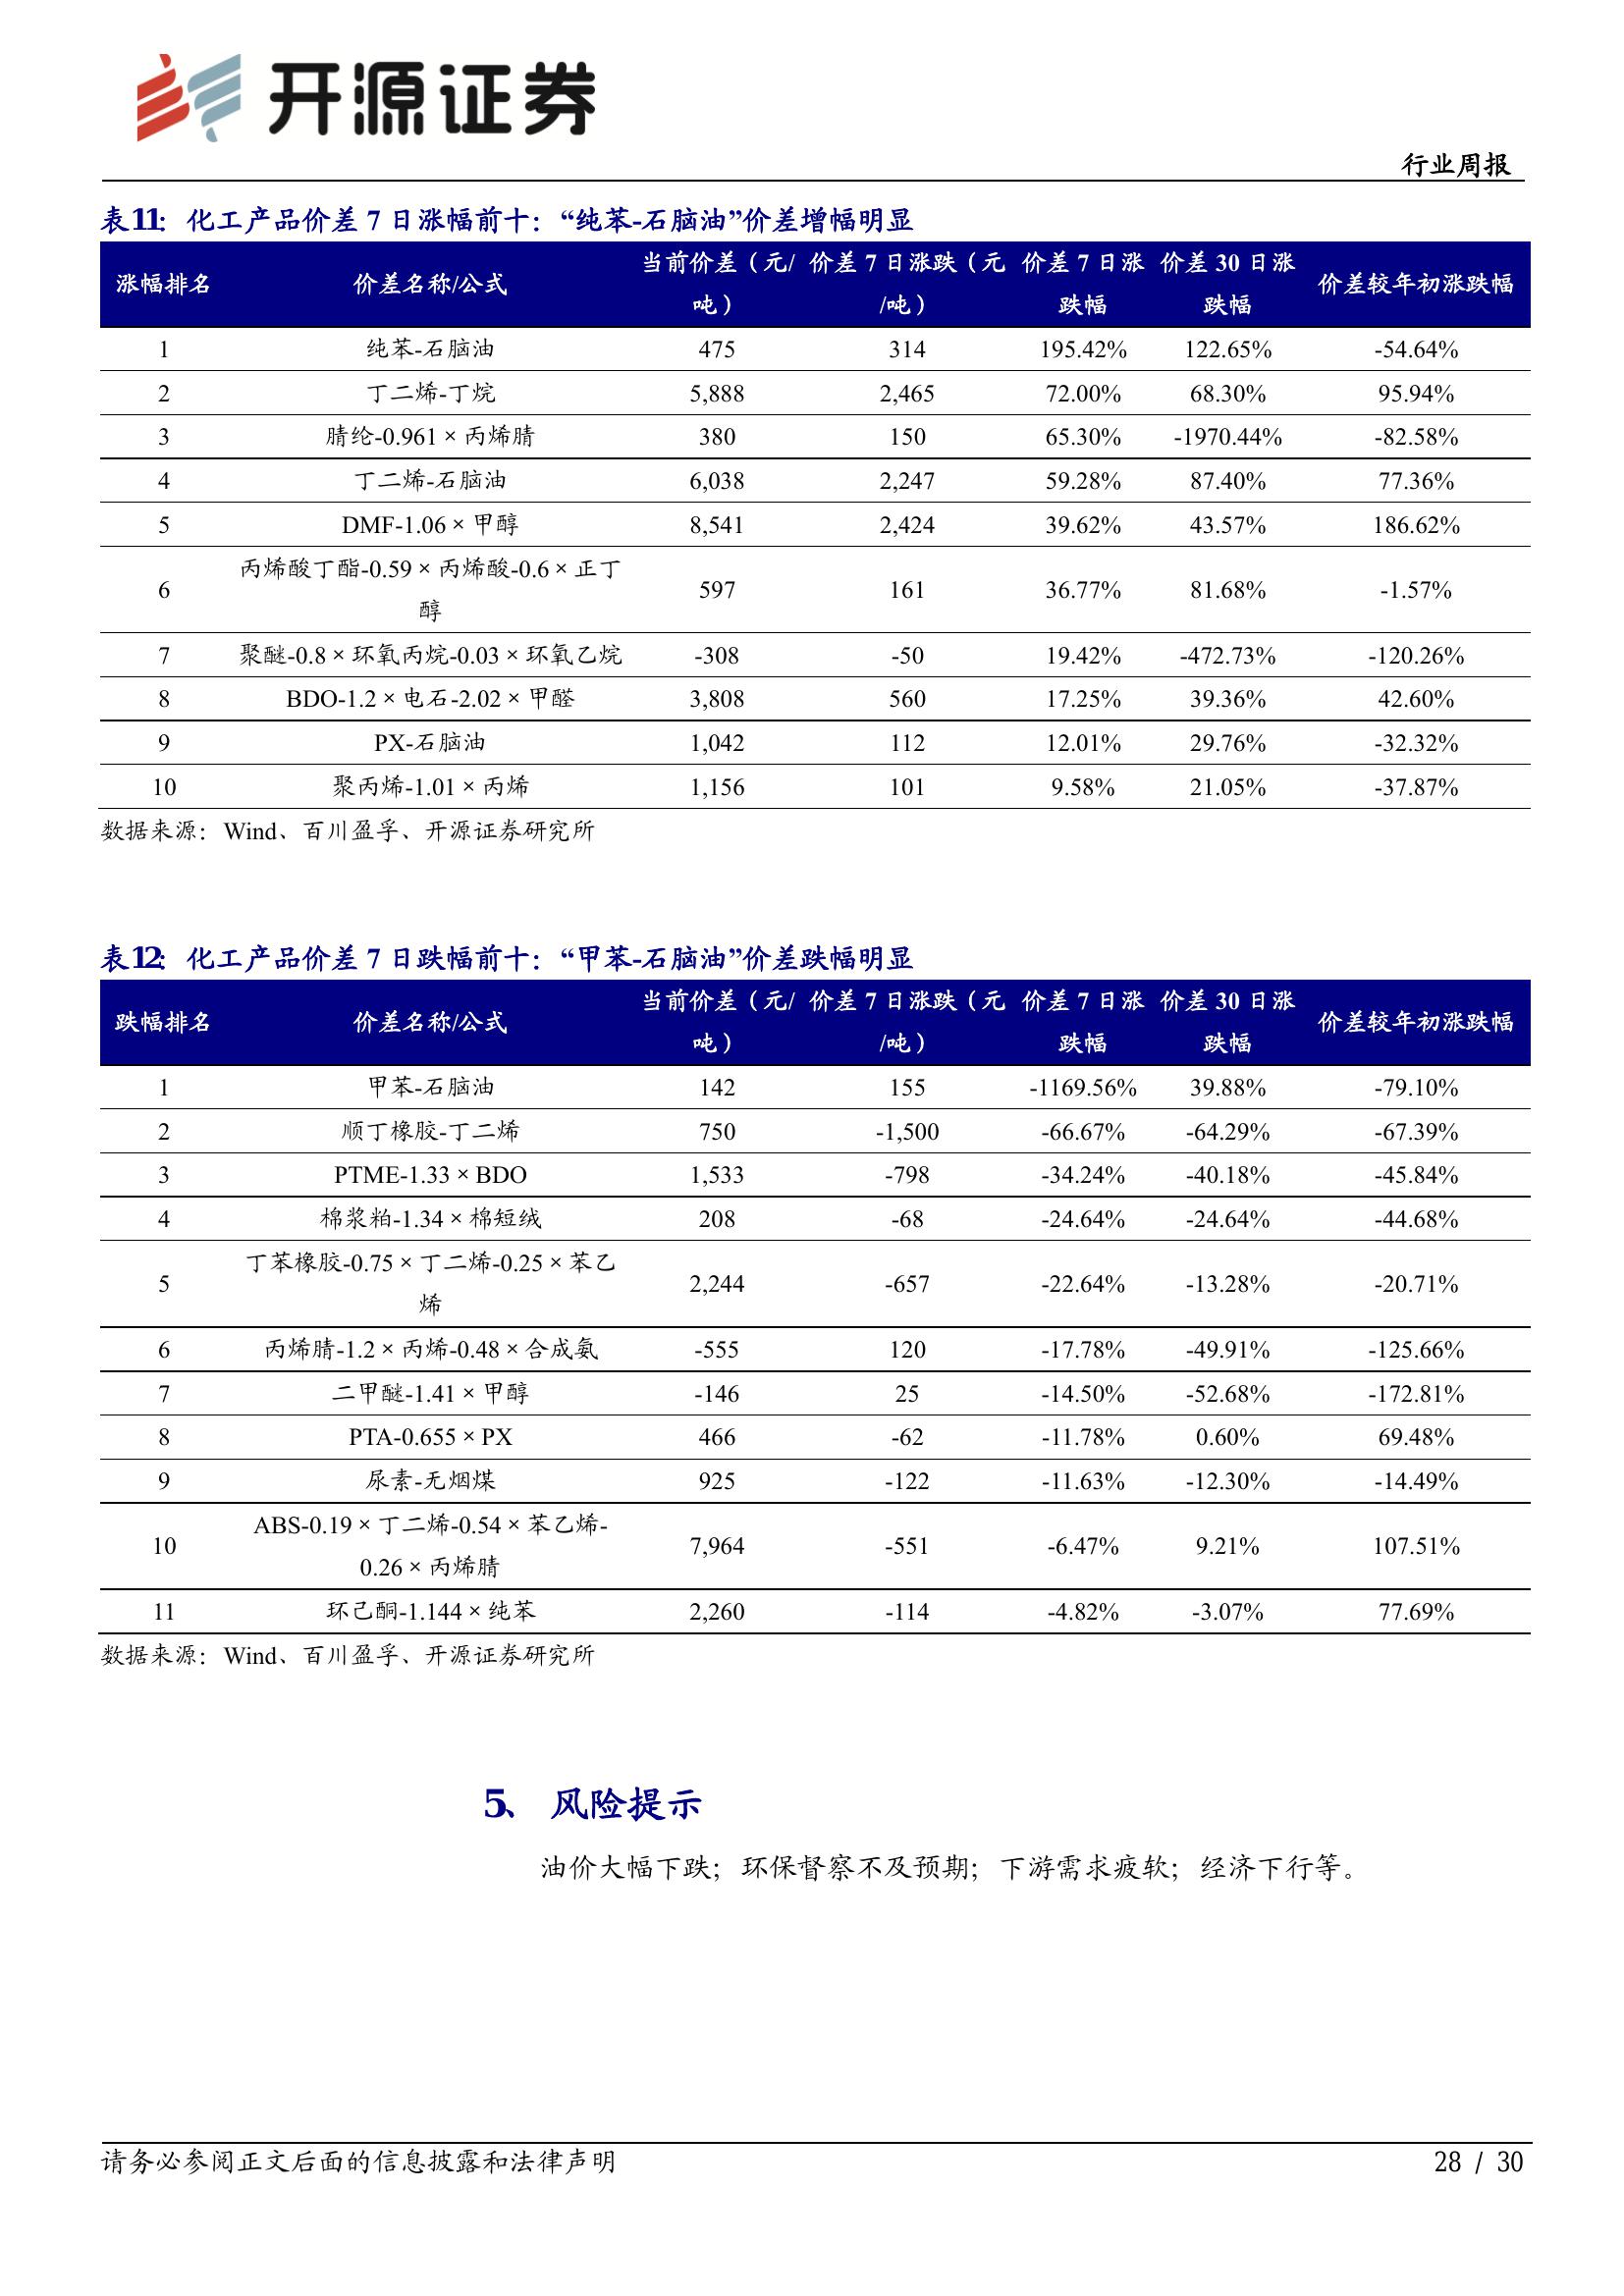 开源证券
行业周报
表11：化工产品价差 7 日涨幅前十：“纯苯-石脑油”价差增幅明显
涨幅排名 价差名称/公式 当前价差（元/吨） 价差 7 日涨跌（元/吨） 价差 7 日涨跌幅 价差 30 日涨跌幅 价差较年初涨跌幅
1 纯苯-石脑油 475 314 195.42% 122.65% -54.64%
2 丁二烯-丁烷 5,888 2,465 72.00% 68.30% 95.94%
3 腈纶-0.961×丙烯腈 380 150 65.30% -1970.44% -82.58%
4 丁二烯-石脑油 6,038 2,247 59.28% 87.40% 77.36%
5 DMF-1.06×甲醇 8,541 2,424 39.62% 43.57% 186.62%
6 丙烯酸丁酯-0.59×丙烯酸-0.6×正丁醇 597 161 36.77% 81.68% -1.57%
7 聚醚-0.8×环氧丙烷-0.03×环氧乙烷 -308 -50 19.42% -472.73% -120.26%
8 BDO-1.2×电石-2.02×甲醛 3,808 560 17.25% 39.36% 42.60%
9 PX-石脑油 1,042 112 12.01% 29.76% -32.32%
10 聚丙烯-1.01×丙烯 1,156 101 9.58% 21.05% -37.87%
数据来源：Wind、百川盈孚、开源证券研究所
表12：化工产品价差 7 日跌幅前十：“甲苯-石脑油”价差跌幅明显
跌幅排名 价差名称/公式 当前价差（元/吨） 价差 7 日涨跌（元/吨） 价差 7 日涨跌幅 价差 30 日涨跌幅 价差较年初涨跌幅
1 甲苯-石脑油 142 155 -1169.56% 39.88% -79.10%
2 顺丁橡胶-丁二烯 750 -1,500 -66.67% -64.29% -67.39%
3 PTME-1.33×BDO 1,533 -798 -34.24% -40.18% -45.84%
4 棉浆粕-1.34×棉短绒 208 -68 -24.64% -24.64% -44.68%
5 丁苯橡胶-0.75×丁二烯-0.25×苯乙烯 2,244 -657 -22.64% -13.28% -20.71%
6 丙烯腈-1.2×丙烯-0.48×合成氨 -555 120 -17.78% -49.91% -125.66%
7 二甲醚-1.41×甲醇 -146 25 -14.50% -52.68% -172.81%
8 PTA-0.655×PX 466 -62 -11.78% 0.60% 69.48%
9 尿素-无烟煤 925 -122 -11.63% -12.30% -14.49%
10 ABS-0.19×丁二烯-0.54×苯乙烯-0.26×丙烯腈 7,964 -551 -6.47% 9.21% 107.51%
11 环己酮-1.144×纯苯 2,260 -114 -4.82% -3.07% 77.69%
数据来源：Wind、百川盈孚、开源证券研究所
5、 风险提示
油价大幅下跌；环保督察不及预期；下游需求疲软；经济下行等。
请务必参阅正文后面的信息披露和法律声明
28 / 30